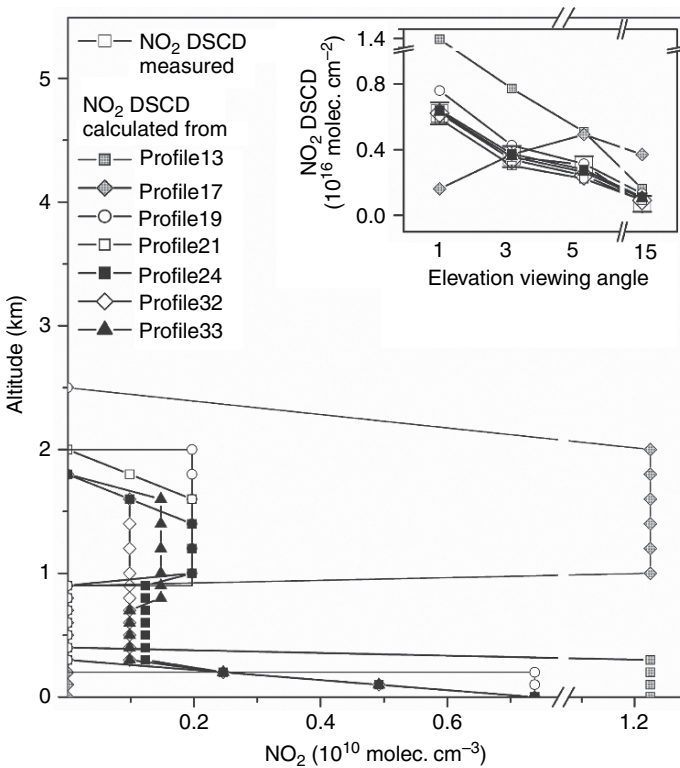 NO2 DSCD
measured
NO2 DSCD
calculated from
Profile13
Profile17
Profile19
Profile21
Profile24
Profile32
Profile33
1.4
0.8
0.4
0.0
NO2 DSCD
(10^16 molec. cm^−2)
1 3 5 15
Elevation viewing angle
5
4
3
2
1
0
Altitude (km)
0.2 0.4 0.6 1.2
NO2 (10^10 molec. cm^−3)